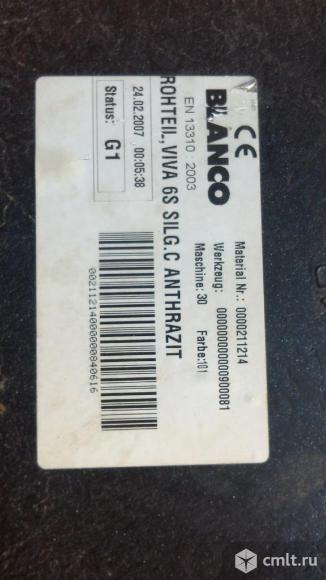 CE
BLANCO
EN 13310 : 2003
Material Nr.: 0000211214
Werkzeug: 000000000000900081
Maschine: 30 Farbe:101
ROHTEIL,VIVA 6S SILG.C ANTHRAZIT
24.02.2007 00:05:38
Status: G1
00211214000000840616
cmlt.ru